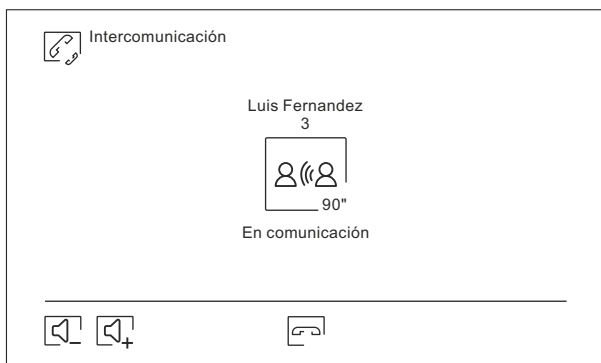 Intercomunicación
Luis Fernandez
3
90"
En comunicación